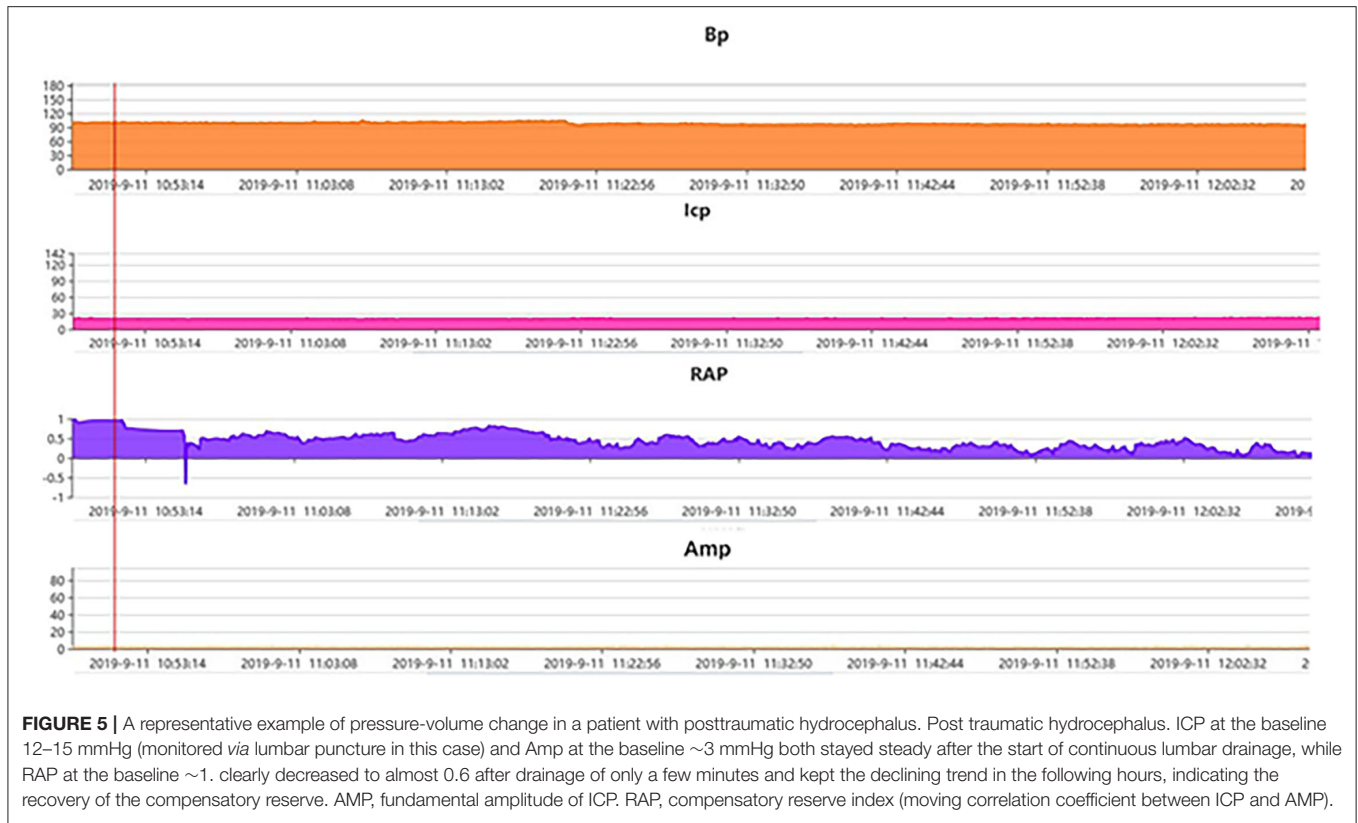 Bp
180
150
120
90
60
30
0
2019-9-11 10:53:14 2019-9-11 11:03:08 2019-9-11 11:13:02 2019-9-11 11:22:56 2019-9-11 11:32:50 2019-9-11 11:42:44 2019-9-11 11:52:38 2019-9-11 12:02:32 20
Icp
142
120
90
60
30
0
2019-9-11 10:53:14 2019-9-11 11:03:08 2019-9-11 11:13:02 2019-9-11 11:22:56 2019-9-11 11:32:50 2019-9-11 11:42:44 2019-9-11 11:52:38 2019-9-11 12:02:32 2019-9-11
RAP
1
0.5
0
-0.5
-1
2019-9-11 10:53:14 2019-9-11 11:03:08 2019-9-11 11:13:02 2019-9-11 11:22:56 2019-9-11 11:32:50 2019-9-11 11:42:44 2019-9-11 11:52:38 2019-9-11 12:02:32 2019-9
Amp
80
60
40
20
0
2019-9-11 10:53:14 2019-9-11 11:03:08 2019-9-11 11:13:02 2019-9-11 11:22:56 2019-9-11 11:32:50 2019-9-11 11:42:44 2019-9-11 11:52:38 2019-9-11 12:02:32 2
FIGURE 5 | A representative example of pressure-volume change in a patient with posttraumatic hydrocephalus. Post traumatic hydrocephalus. ICP at the baseline
12–15 mmHg (monitored via lumbar puncture in this case) and Amp at the baseline ~3 mmHg both stayed steady after the start of continuous lumbar drainage, while
RAP at the baseline ~1. clearly decreased to almost 0.6 after drainage of only a few minutes and kept the declining trend in the following hours, indicating the
recovery of the compensatory reserve. AMP, fundamental amplitude of ICP. RAP, compensatory reserve index (moving correlation coefficient between ICP and AMP).